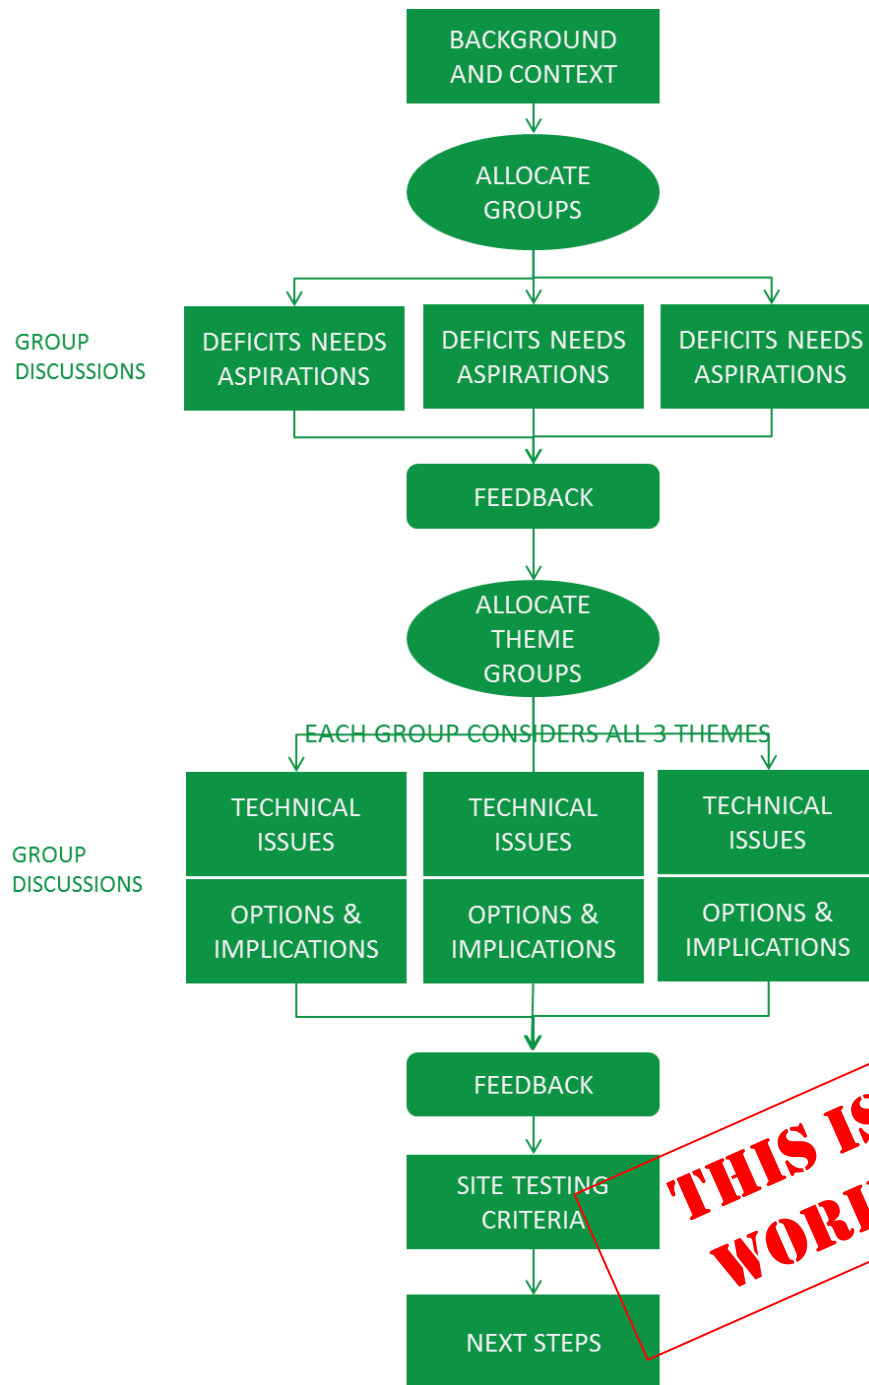 BACKGROUND
AND CONTEXT
ALLOCATE
GROUPS
GROUP
DISCUSSIONS
DEFICITS NEEDS
ASPIRATIONS
DEFICITS NEEDS
ASPIRATIONS
DEFICITS NEEDS
ASPIRATIONS
FEEDBACK
ALLOCATE
THEME
GROUPS
EACH GROUP CONSIDERS ALL 3 THEMES
GROUP
DISCUSSIONS
TECHNICAL
ISSUES
OPTIONS &
IMPLICATIONS
TECHNICAL
ISSUES
OPTIONS &
IMPLICATIONS
TECHNICAL
ISSUES
OPTIONS &
IMPLICATIONS
FEEDBACK
SITE TESTING
CRITERIA
NEXT STEPS
THIS IS